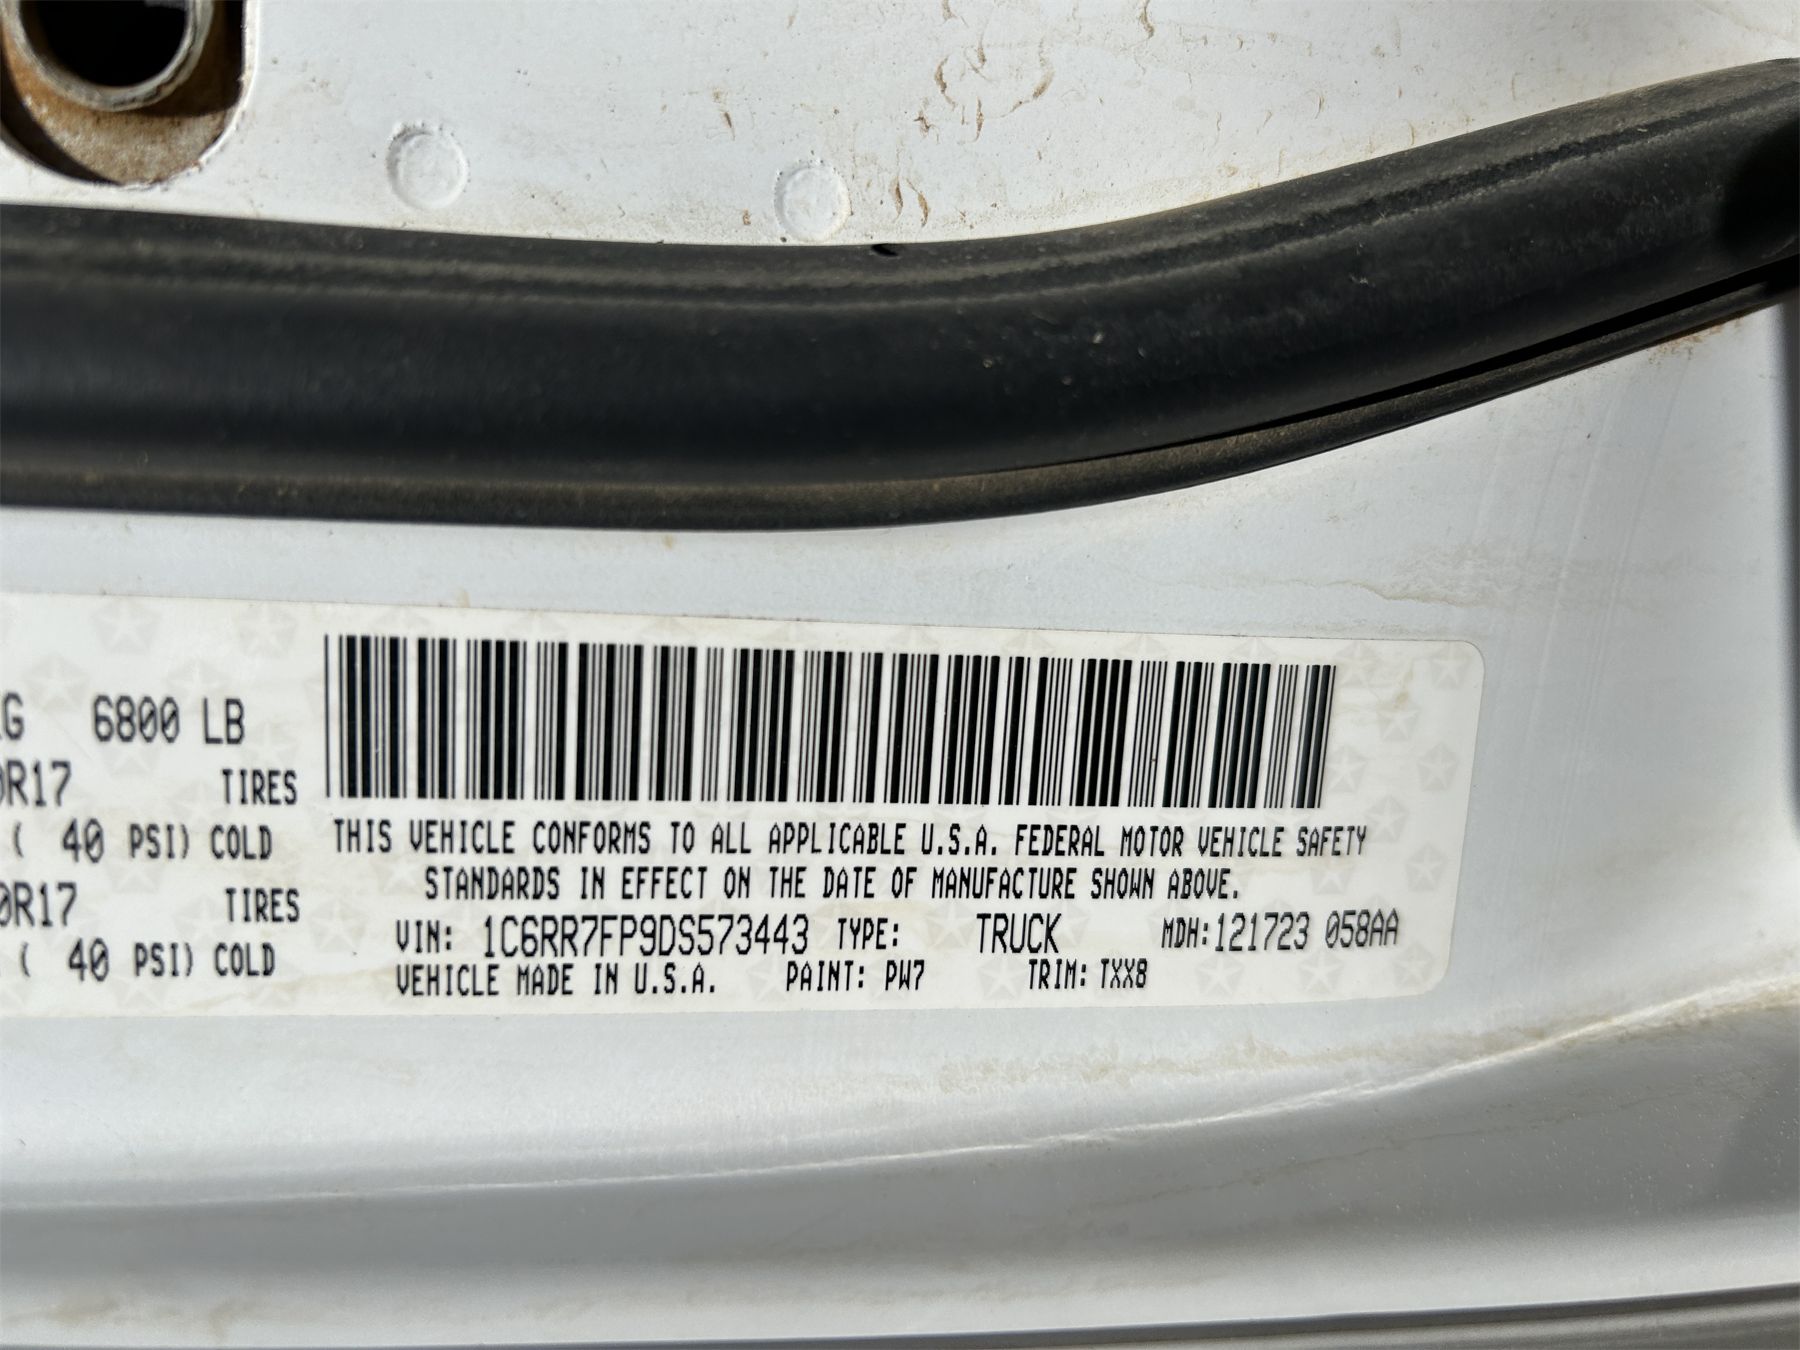 6800 LB
R17 TIRES
( 40 PSI) COLD
R17 TIRES
( 40 PSI) COLD
THIS VEHICLE CONFORMS TO ALL APPLICABLE U.S.A. FEDERAL MOTOR VEHICLE SAFETY
STANDARDS IN EFFECT ON THE DATE OF MANUFACTURE SHOWN ABOVE.
VIN: 1C6RR7FP9DS573443 TYPE: TRUCK MDH:121723 058AA
VEHICLE MADE IN U.S.A. PAINT: PW7 TRIM: TXX8